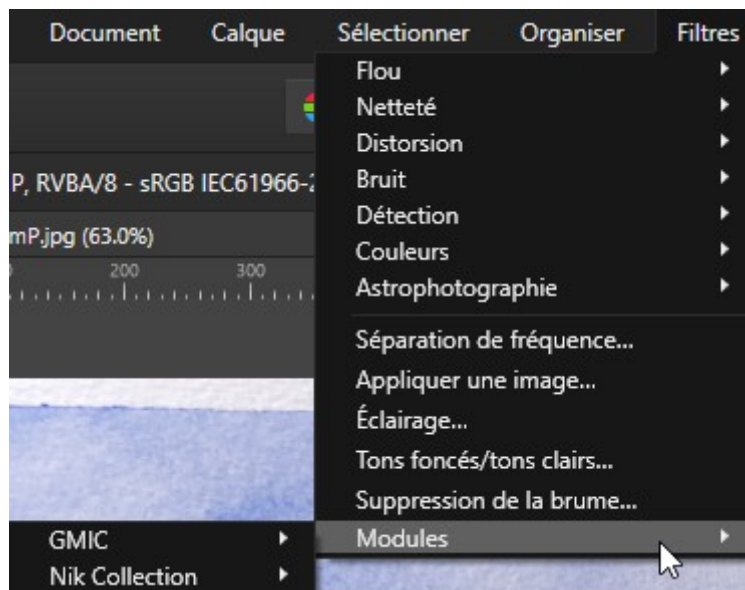 Document Calque Sélectionner Organiser Filtres
Flou
Netteté
Distorsion
Bruit
P, RVBA/8 - sRGB IEC61966-2
Détection
mP.jpg (63.0%)
Couleurs
200 300
Astrophotographie
Séparation de fréquence...
Appliquer une image...
Éclairage...
Tons foncés/tons clairs...
Suppression de la brume...
Modules
GMIC
Nik Collection